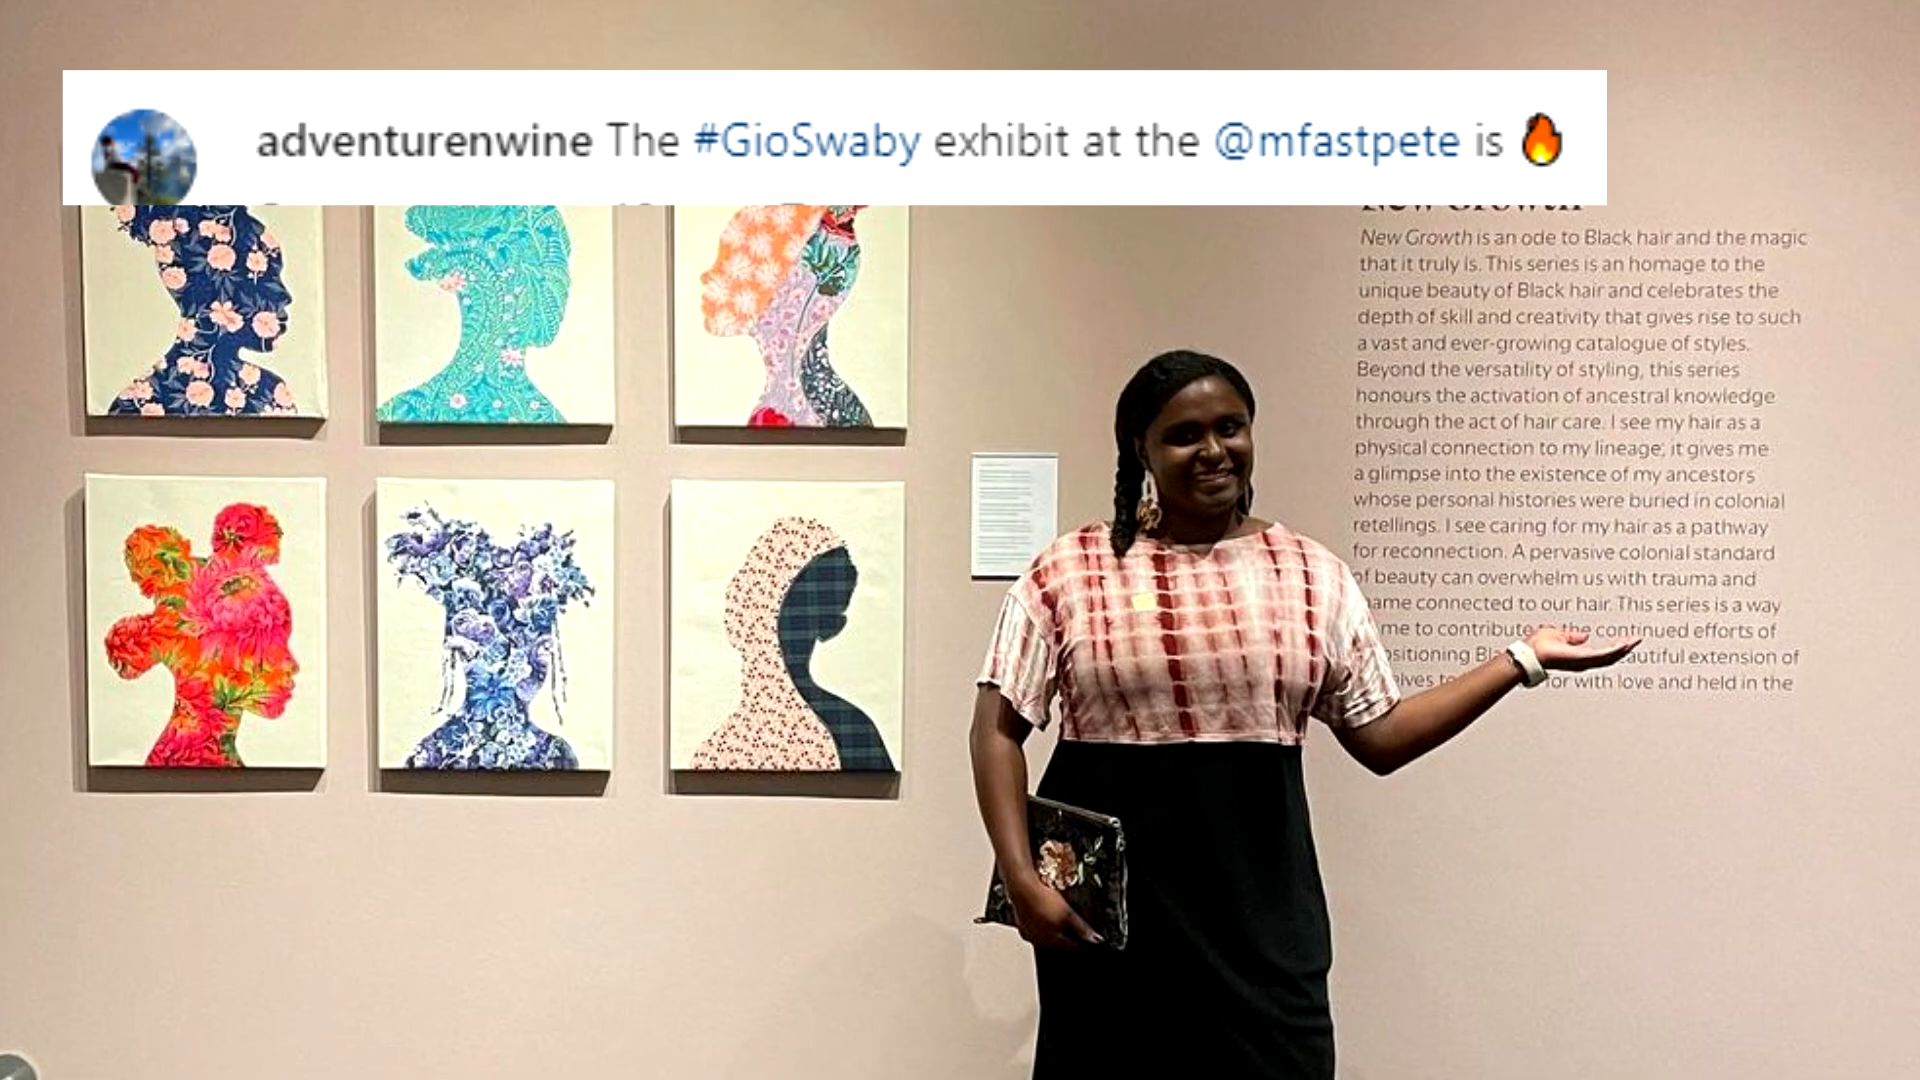 adventurenwine The #GioSwaby exhibit at the @mfastpete is 🔥
New Growth
New Growth is an ode to Black hair and the magic
that it truly is. This series is an homage to the
unique beauty of Black hair and celebrates the
depth of skill and creativity that gives rise to such
a vast and ever-growing catalogue of styles.
Beyond the versatility of styling, this series
honours the activation of ancestral knowledge
through the act of hair care. I see my hair as a
physical connection to my lineage; it gives me
a glimpse into the existence of my ancestors
whose personal histories were buried in colonial
retellings. I see caring for my hair as a pathway
for reconnection. A pervasive colonial standard
of beauty can overwhelm us with trauma and
connected to our hair. This series is a way
me to contribute the continued efforts of
extension of
for with love and held in the